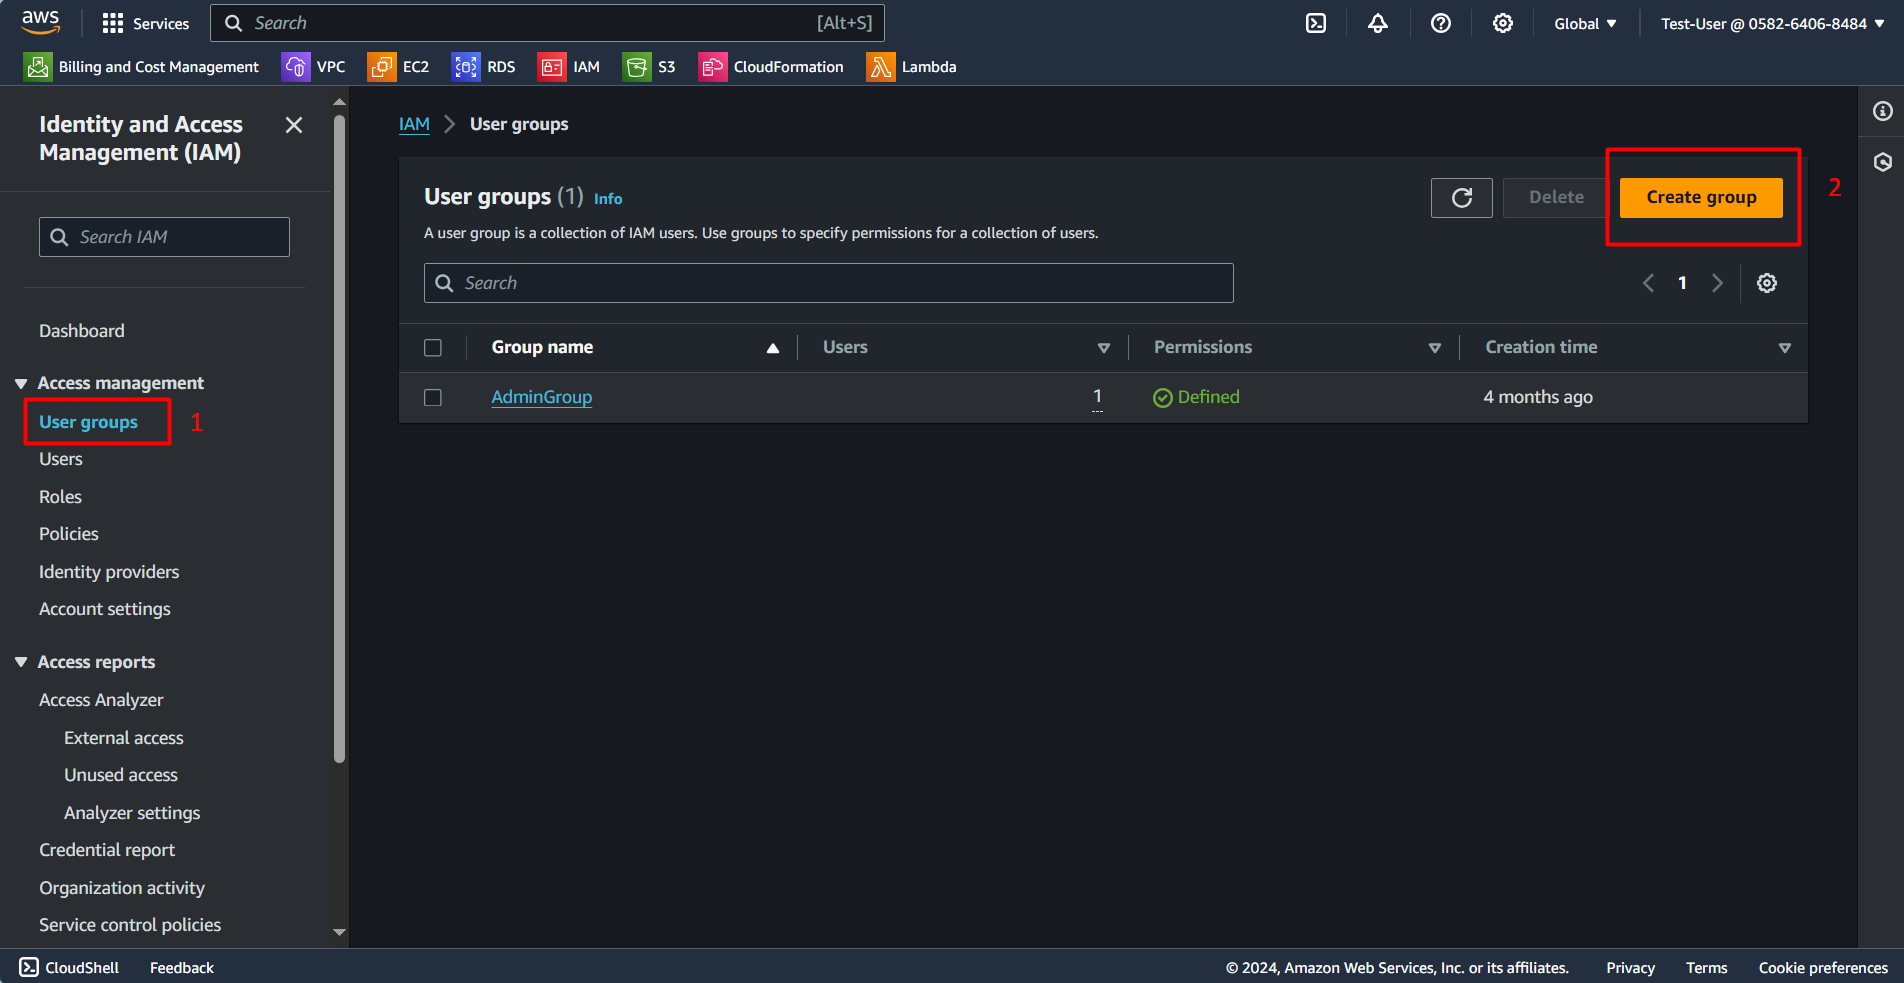 aws
Services
Search
[Alt+S]
Global
Test-User @ 0582-6406-8484
Billing and Cost Management
VPC
EC2
RDS
IAM
S3
CloudFormation
Lambda
Identity and Access
Management (IAM)
Search IAM
Dashboard
Access management
User groups
1
Users
Roles
Policies
Identity providers
Account settings
Access reports
Access Analyzer
External access
Unused access
Analyzer settings
Credential report
Organization activity
Service control policies
IAM
User groups
User groups (1) Info
A user group is a collection of IAM users. Use groups to specify permissions for a collection of users.
Delete
Create group
2
Search
1
Group name
Users
Permissions
Creation time
AdminGroup
1
Defined
4 months ago
CloudShell
Feedback
© 2024, Amazon Web Services, Inc. or its affiliates.
Privacy
Terms
Cookie preferences